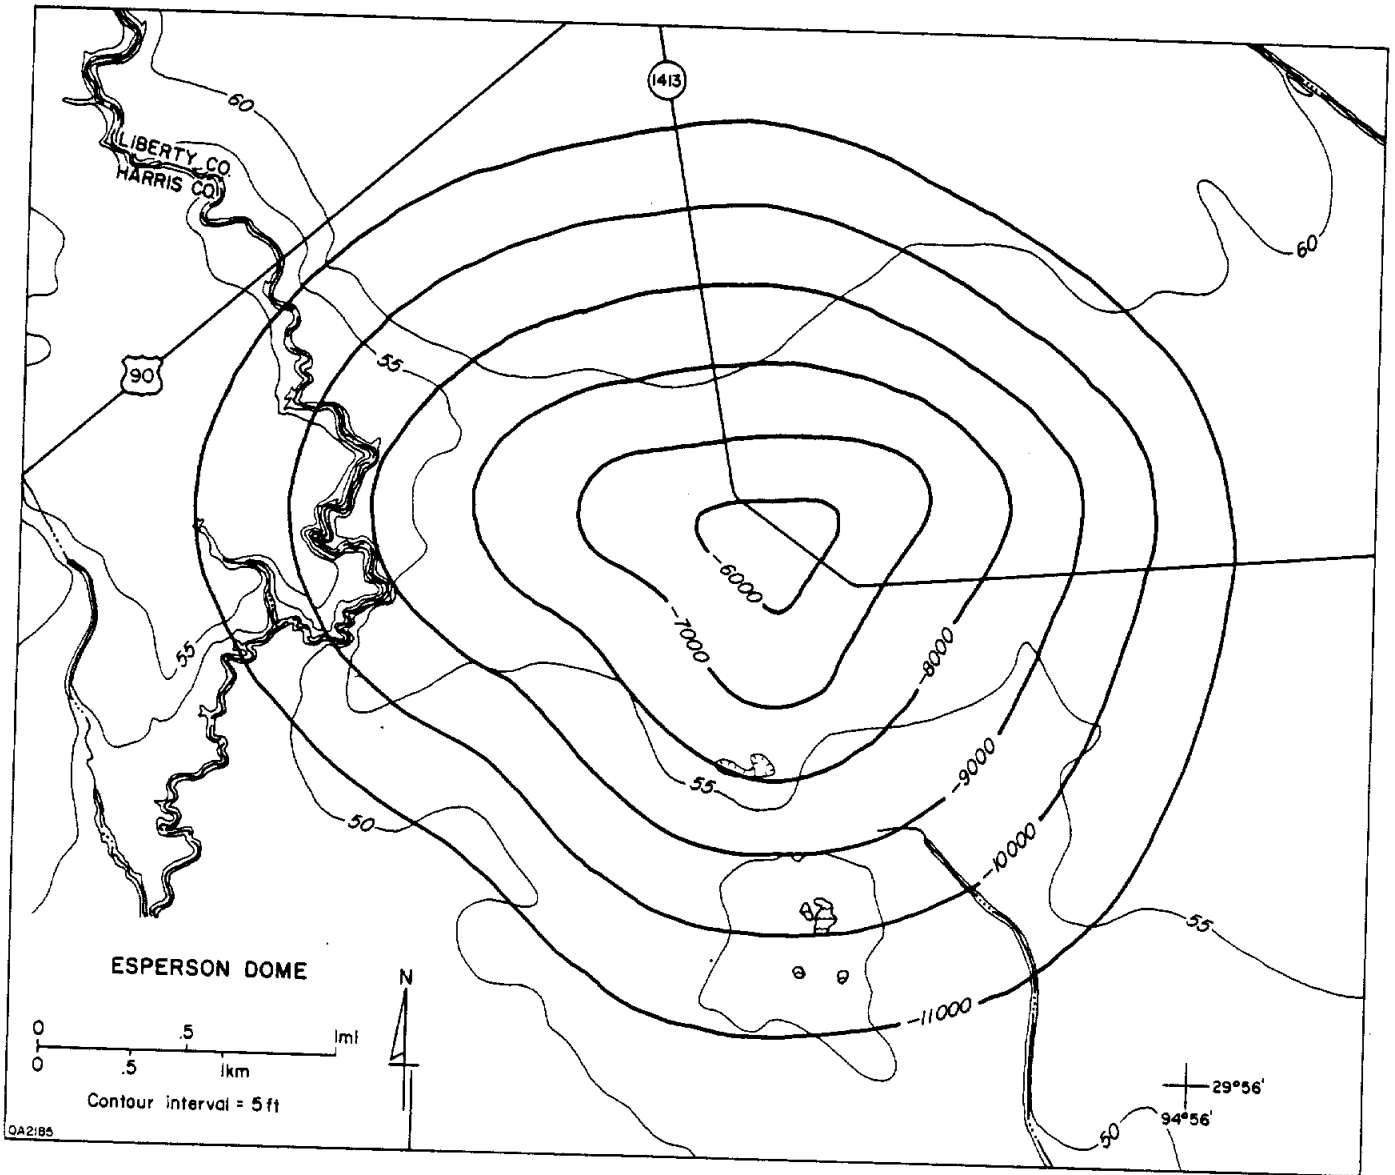 1413
60
LIBERTY CO.
HARRIS CO.
60
55
90
-6000
-7000
-8000
55
-9000
55
50
-10000
55
-11000
ESPERSON DOME
N
0 .5 1mi
0 .5 1km
Contour interval = 5 ft
29°56'
94°56'
50
QA2185